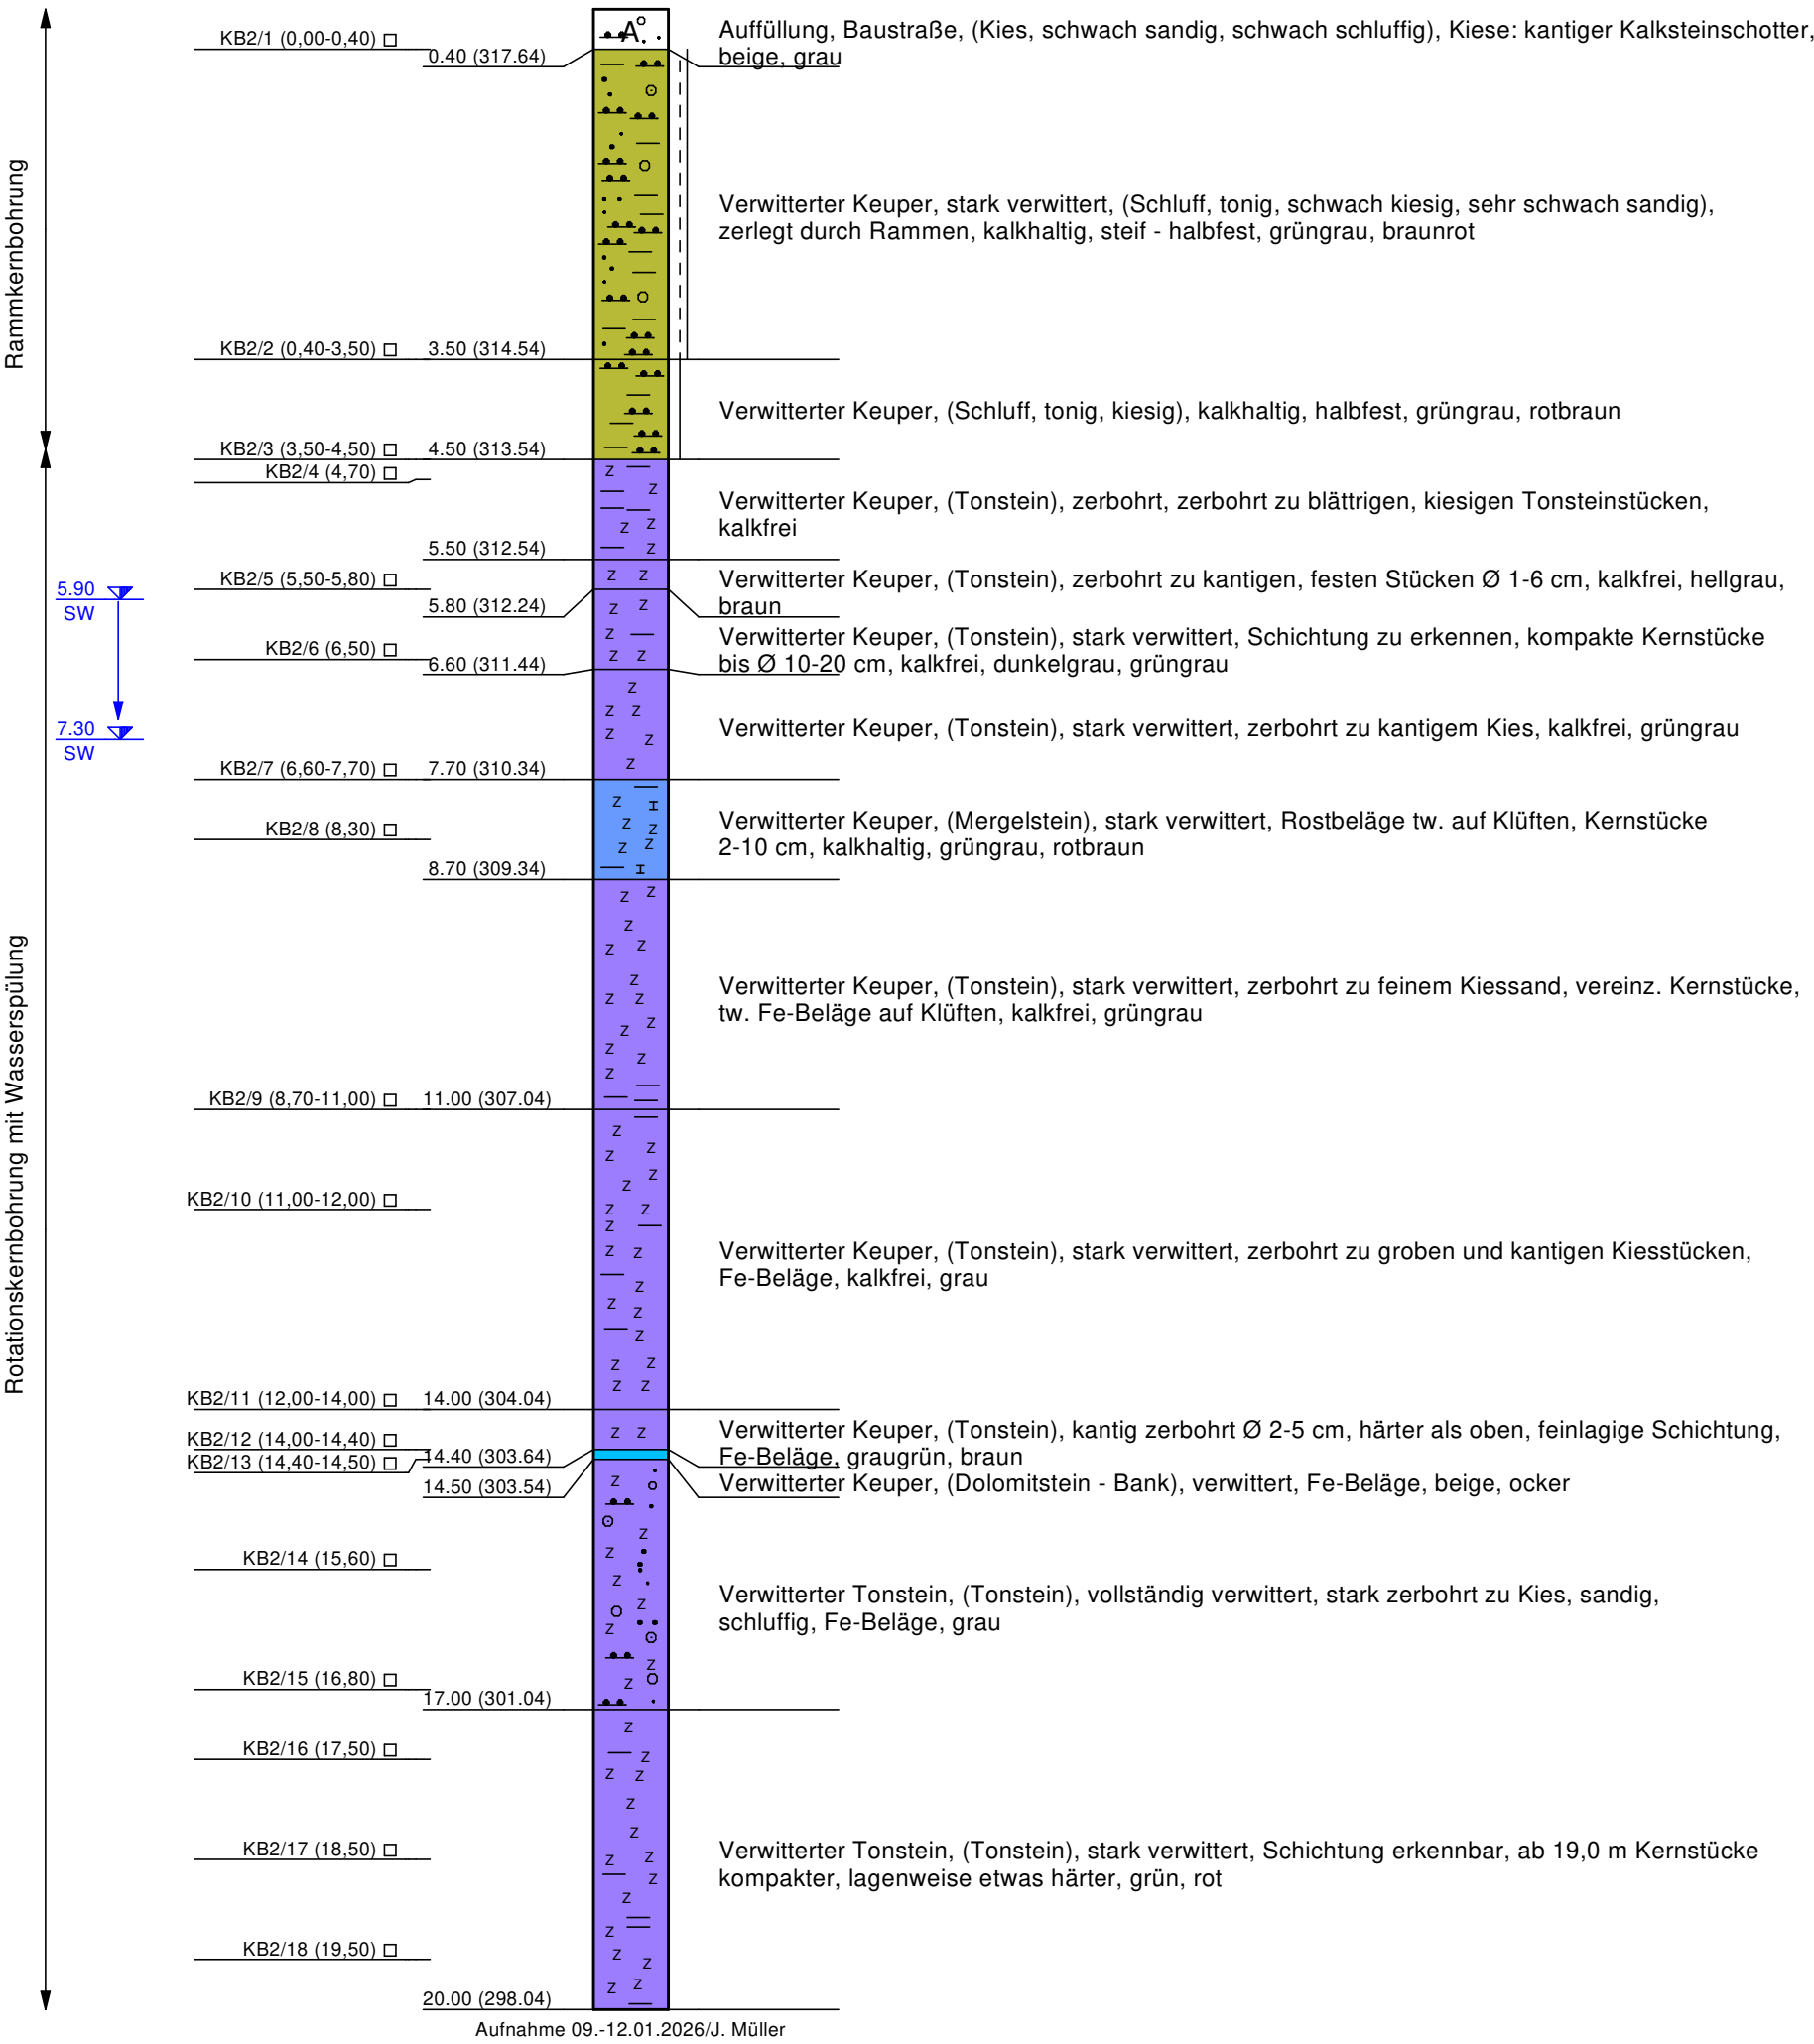 KB2/1 (0,00-0,40)
0.40 (317.64)
Auffüllung, Baustraße, (Kies, schwach sandig, schwach schluffig), Kiese: kantiger Kalksteinschotter,
beige, grau
A
Rammkernbohrung
Verwitterter Keuper, stark verwittert, (Schluff, tonig, schwach kiesig, sehr schwach sandig),
zerlegt durch Rammen, kalkhaltig, steif - halbfest, grüngrau, braunrot
KB2/2 (0,40-3,50)
3.50 (314.54)
Verwitterter Keuper, (Schluff, tonig, kiesig), kalkhaltig, halbfest, grüngrau, rotbraun
KB2/3 (3,50-4,50)
4.50 (313.54)
KB2/4 (4,70)
Verwitterter Keuper, (Tonstein), zerbohrt, zerbohrt zu blättrigen, kiesigen Tonsteinstücken,
kalkfrei
5.50 (312.54)
KB2/5 (5,50-5,80)
5.80 (312.24)
Verwitterter Keuper, (Tonstein), zerbohrt zu kantigen, festen Stücken Ø 1-6 cm, kalkfrei, hellgrau,
braun
5.90
SW
KB2/6 (6,50)
6.60 (311.44)
Verwitterter Keuper, (Tonstein), stark verwittert, Schichtung zu erkennen, kompakte Kernstücke
bis Ø 10-20 cm, kalkfrei, dunkelgrau, grüngrau
7.30
SW
Verwitterter Keuper, (Tonstein), stark verwittert, zerbohrt zu kantigem Kies, kalkfrei, grüngrau
KB2/7 (6,60-7,70)
7.70 (310.34)
KB2/8 (8,30)
Verwitterter Keuper, (Mergelstein), stark verwittert, Rostbeläge tw. auf Klüften, Kernstücke
2-10 cm, kalkhaltig, grüngrau, rotbraun
8.70 (309.34)
Rotationskernbohrung mit Wasserspülung
Verwitterter Keuper, (Tonstein), stark verwittert, zerbohrt zu feinem Kiessand, vereinz. Kernstücke,
tw. Fe-Beläge auf Klüften, kalkfrei, grüngrau
KB2/9 (8,70-11,00)
11.00 (307.04)
KB2/10 (11,00-12,00)
Verwitterter Keuper, (Tonstein), stark verwittert, zerbohrt zu groben und kantigen Kiesstücken,
Fe-Beläge, kalkfrei, grau
KB2/11 (12,00-14,00)
14.00 (304.04)
KB2/12 (14,00-14,40)
14.40 (303.64)
Verwitterter Keuper, (Tonstein), kantig zerbohrt Ø 2-5 cm, härter als oben, feinlagige Schichtung,
Fe-Beläge, graugrün, braun
KB2/13 (14,40-14,50)
14.50 (303.54)
Verwitterter Keuper, (Dolomitstein - Bank), verwittert, Fe-Beläge, beige, ocker
KB2/14 (15,60)
Verwitterter Tonstein, (Tonstein), vollständig verwittert, stark zerbohrt zu Kies, sandig,
schluffig, Fe-Beläge, grau
KB2/15 (16,80)
17.00 (301.04)
KB2/16 (17,50)
KB2/17 (18,50)
Verwitterter Tonstein, (Tonstein), stark verwittert, Schichtung erkennbar, ab 19,0 m Kernstücke
kompakter, lagenweise etwas härter, grün, rot
KB2/18 (19,50)
20.00 (298.04)
Aufnahme 09.-12.01.2026/J. Müller